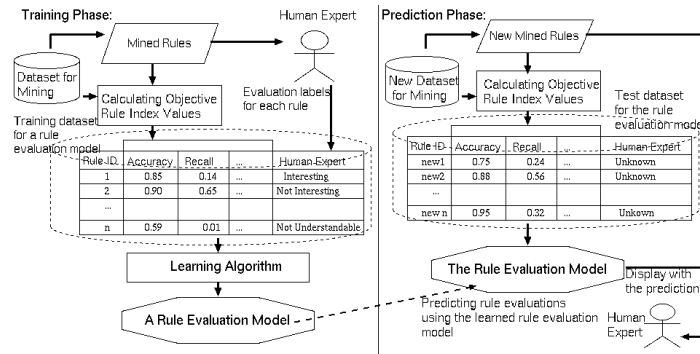 Training Phase:
Human Expert
Mined Rules
Dataset for
Mining
Calculating Objective
Rule Index Values
Evaluation labels
for each rule
Training dataset
for a rule
evaluation model
Rule ID Accuracy Recall ... Human Expert
1 0.85 0.14 ... Interesting
2 0.90 0.65 ... Not Interesting
...
n 0.59 0.01 ... Not Understandable
Learning Algorithm
A Rule Evaluation Model
Prediction Phase:
New Mined Rules
New Dataset
for Mining
Calculating Objective
Rule Index Values
Test dataset
for the rule
evaluation mode
Rule ID Accuracy Recall ... Human Expert
new1 0.75 0.24 ... Unknown
new2 0.88 0.56 ... Unknown
...
new n 0.95 0.32 ... Unkown
The Rule Evaluation Model
Display with
the prediction
Predicting rule evaluations
using the learned rule evaluation
model
Human
Expert